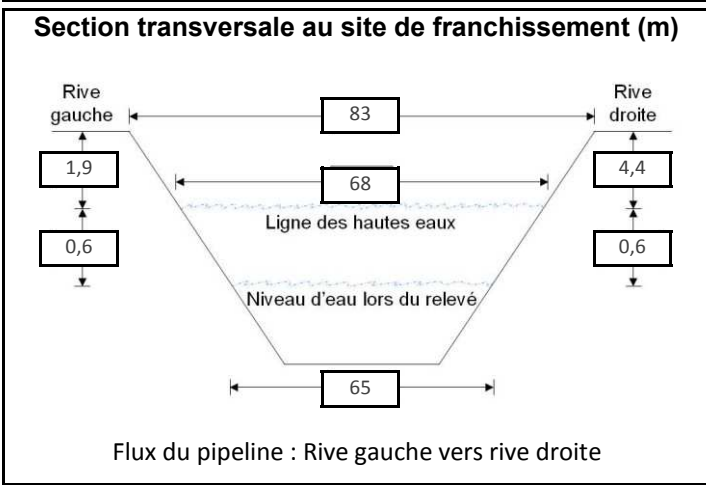 Section transversale au site de franchissement (m)
Rive
gauche
83
Rive
droite
1,9
68
4,4
Ligne des hautes eaux
0,6
0,6
Niveau d'eau lors du relevé
65
Flux du pipeline : Rive gauche vers rive droite